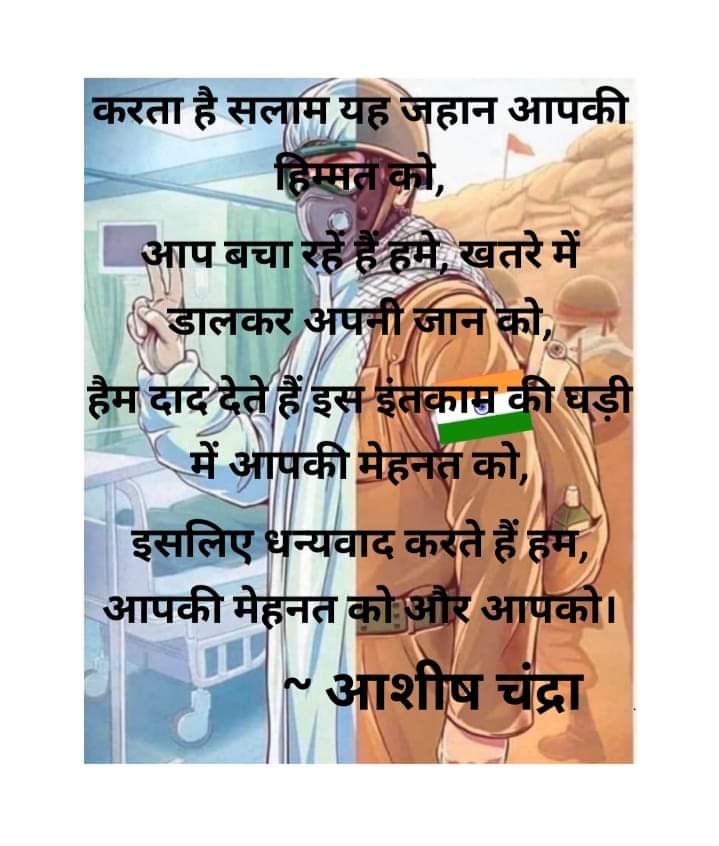 करता है सलाम यह जहान आपकी
हिम्मत को,
आप बचा रहें हैं हमे, खतरे में
डालकर अपनी जान को,
हैम दाद देते हैं इस इंतकाम की घड़ी
में आपकी मेहनत को,
इसलिए धन्यवाद करते हैं हम,
आपकी मेहनत को और आपको।
~ आशीष चंद्रा